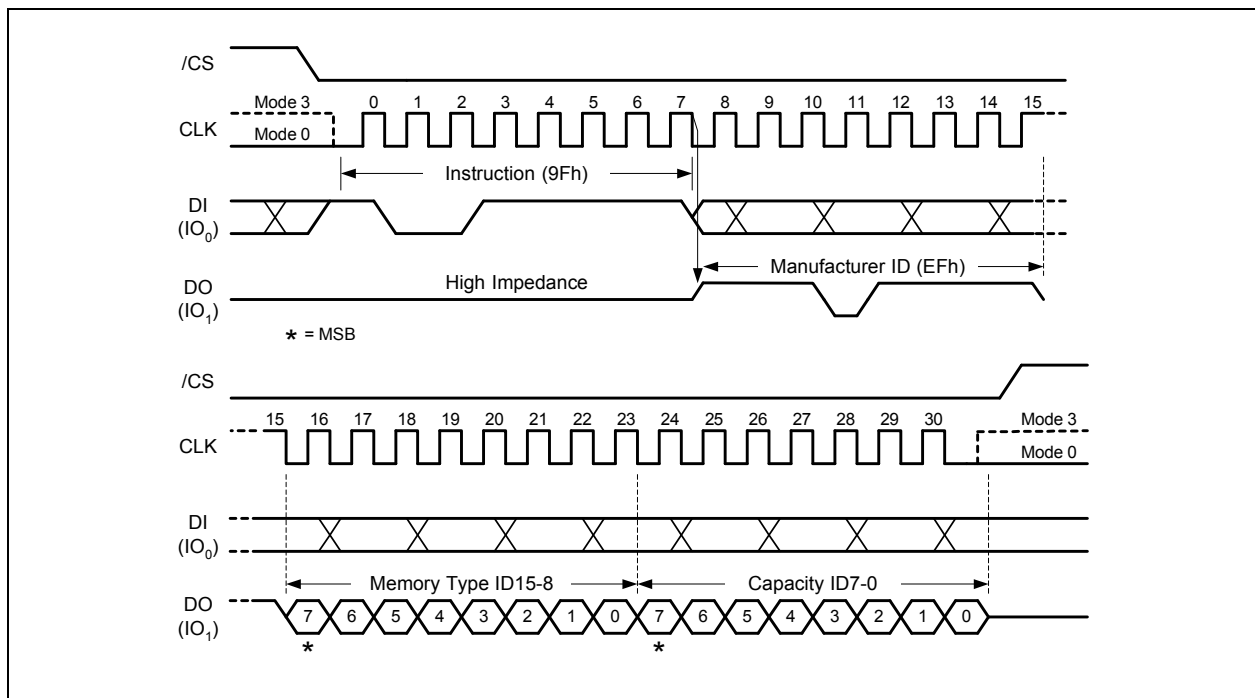 /CS
Mode 3 0 1 2 3 4 5 6 7 8 9 10 11 12 13 14 15
CLK
Mode 0
Instruction (9Fh)
DI
(IO0)
Manufacturer ID (EFh)
High Impedance
DO
(IO1)
* = MSB
/CS
15 16 17 18 19 20 21 22 23 24 25 26 27 28 29 30
Mode 3
CLK
Mode 0
DI
(IO0)
Memory Type ID15-8 Capacity ID7-0
DO
(IO1)
7 6 5 4 3 2 1 0 7 6 5 4 3 2 1 0
* *